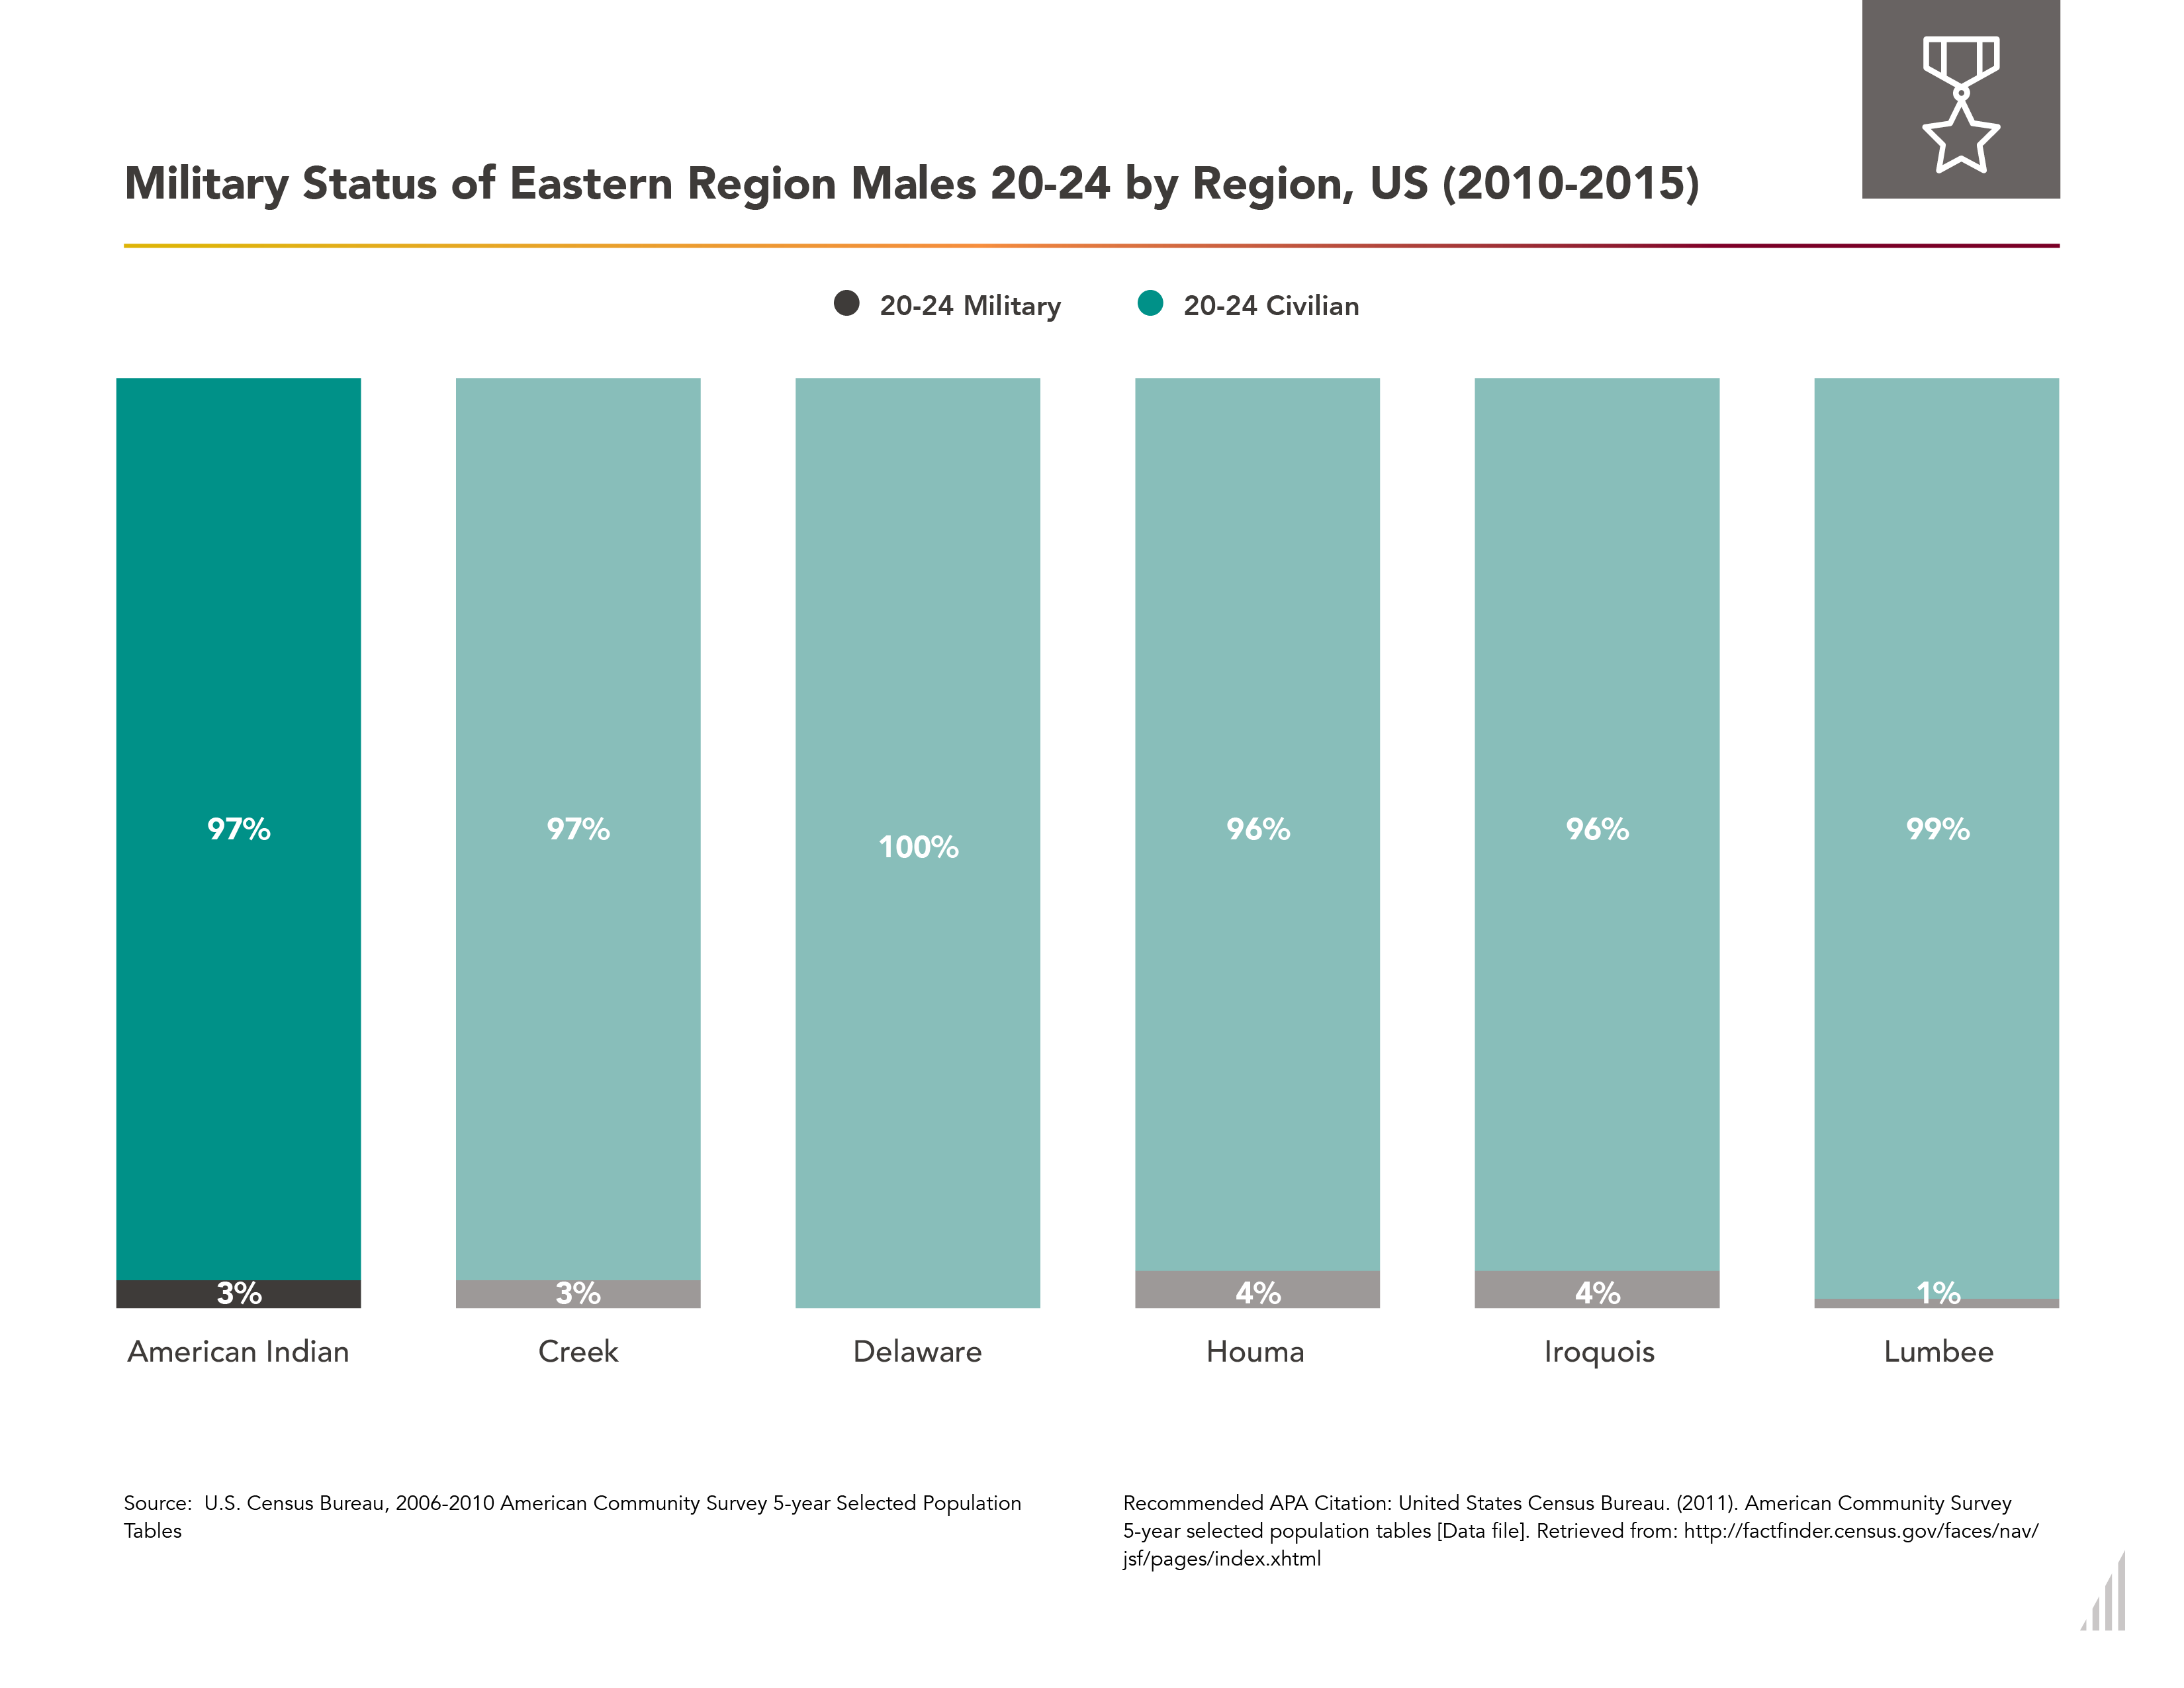 Military Status of Eastern Region Males 20-24 by Region, US (2010-2015)
20-24 Military 20-24 Civilian
97% 97% 100% 96% 96% 99%
3% 3% 4% 4% 1%
American Indian Creek Delaware Houma Iroquois Lumbee
Source:  U.S. Census Bureau, 2006-2010 American Community Survey 5-year Selected Population
Tables
Recommended APA Citation: United States Census Bureau. (2011). American Community Survey
5-year selected population tables [Data file]. Retrieved from: http://factfinder.census.gov/faces/nav/
jsf/pages/index.xhtml